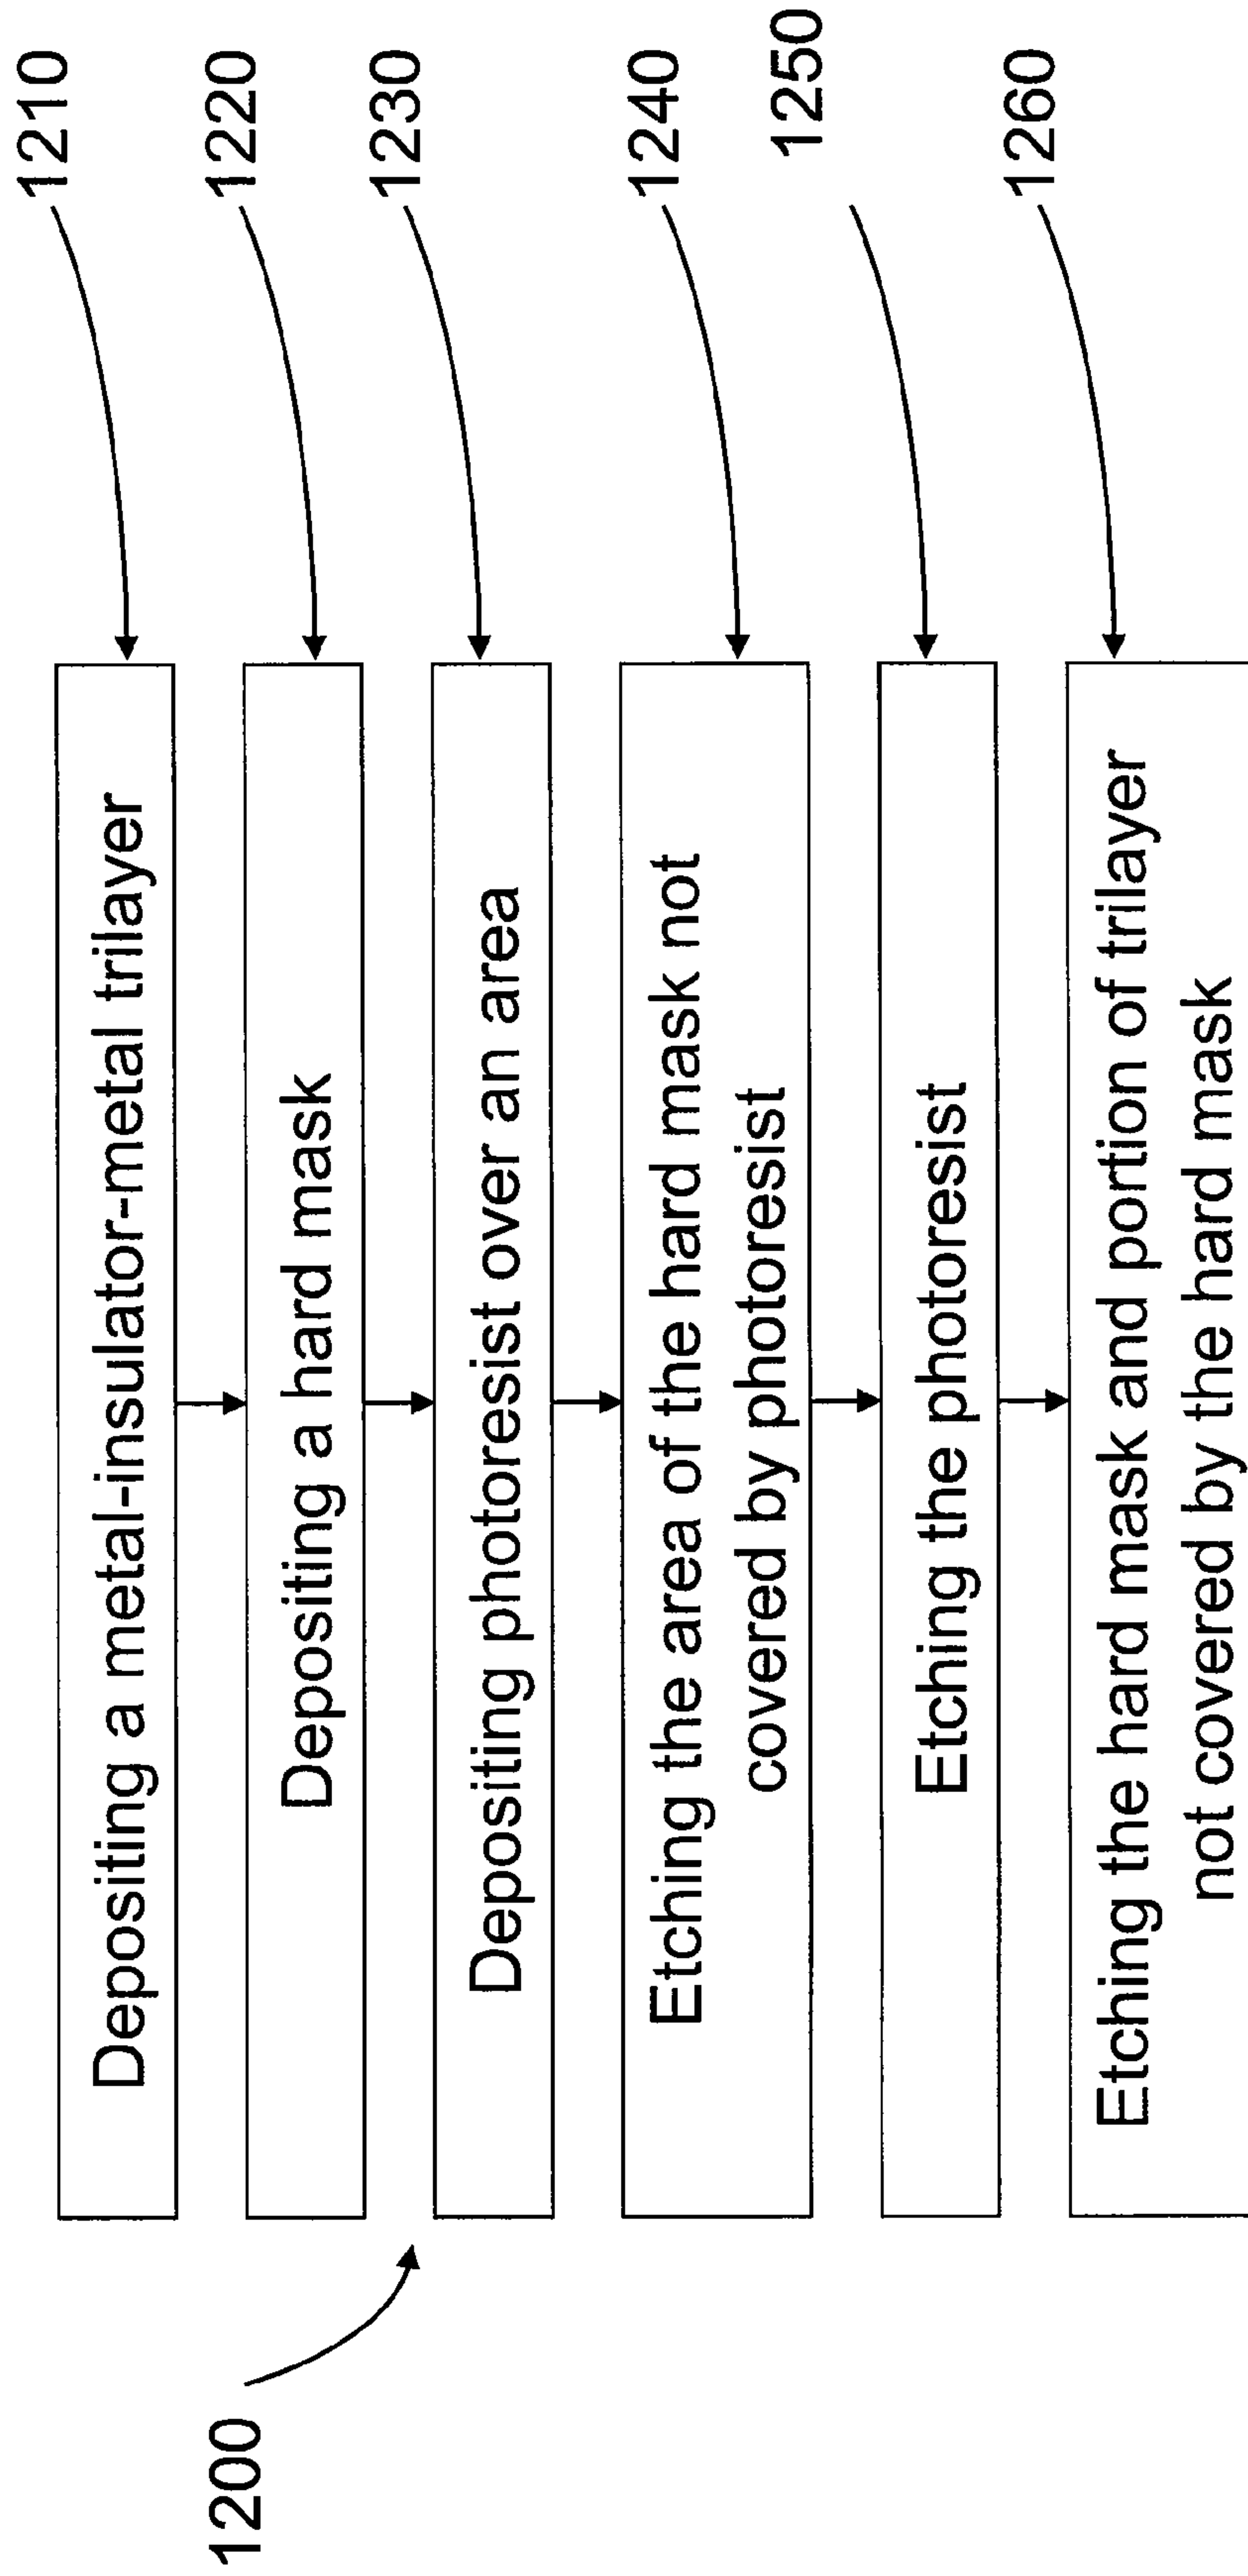 1200
Depositing a metal-insulator-metal trilayer
1210
Depositing a hard mask
1220
Depositing photoresist over an area
1230
Etching the area of the hard mask not
covered by photoresist
1240
Etching the photoresist
1250
Etching the hard mask and portion of trilayer
not covered by the hard mask
1260